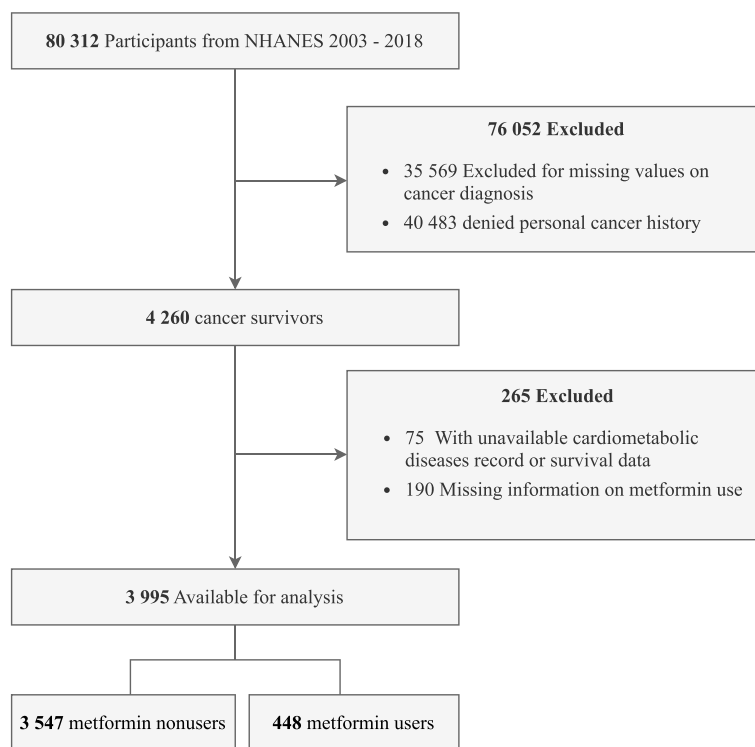 80 312 Participants from NHANES 2003 - 2018
76 052 Excluded
• 35 569 Excluded for missing values on
cancer diagnosis
• 40 483 denied personal cancer history
4 260 cancer survivors
265 Excluded
• 75 With unavailable cardiometabolic
diseases record or survival data
• 190 Missing information on metformin use
3 995 Available for analysis
3 547 metformin nonusers
448 metformin users